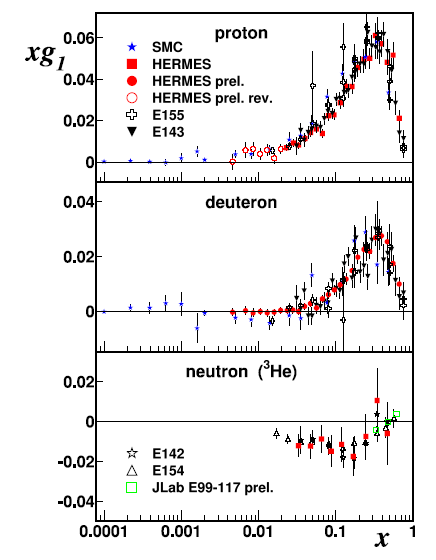 xg1
proton
0.06
0.04
0.02
0
SMC
HERMES
HERMES prel.
HERMES prel. rev.
E155
E143
deuteron
0.04
0.02
0
neutron (³He)
0.02
0
-0.02
-0.04
E142
E154
JLab E99-117 prel.
0.0001 0.001 0.01 0.1 1
x